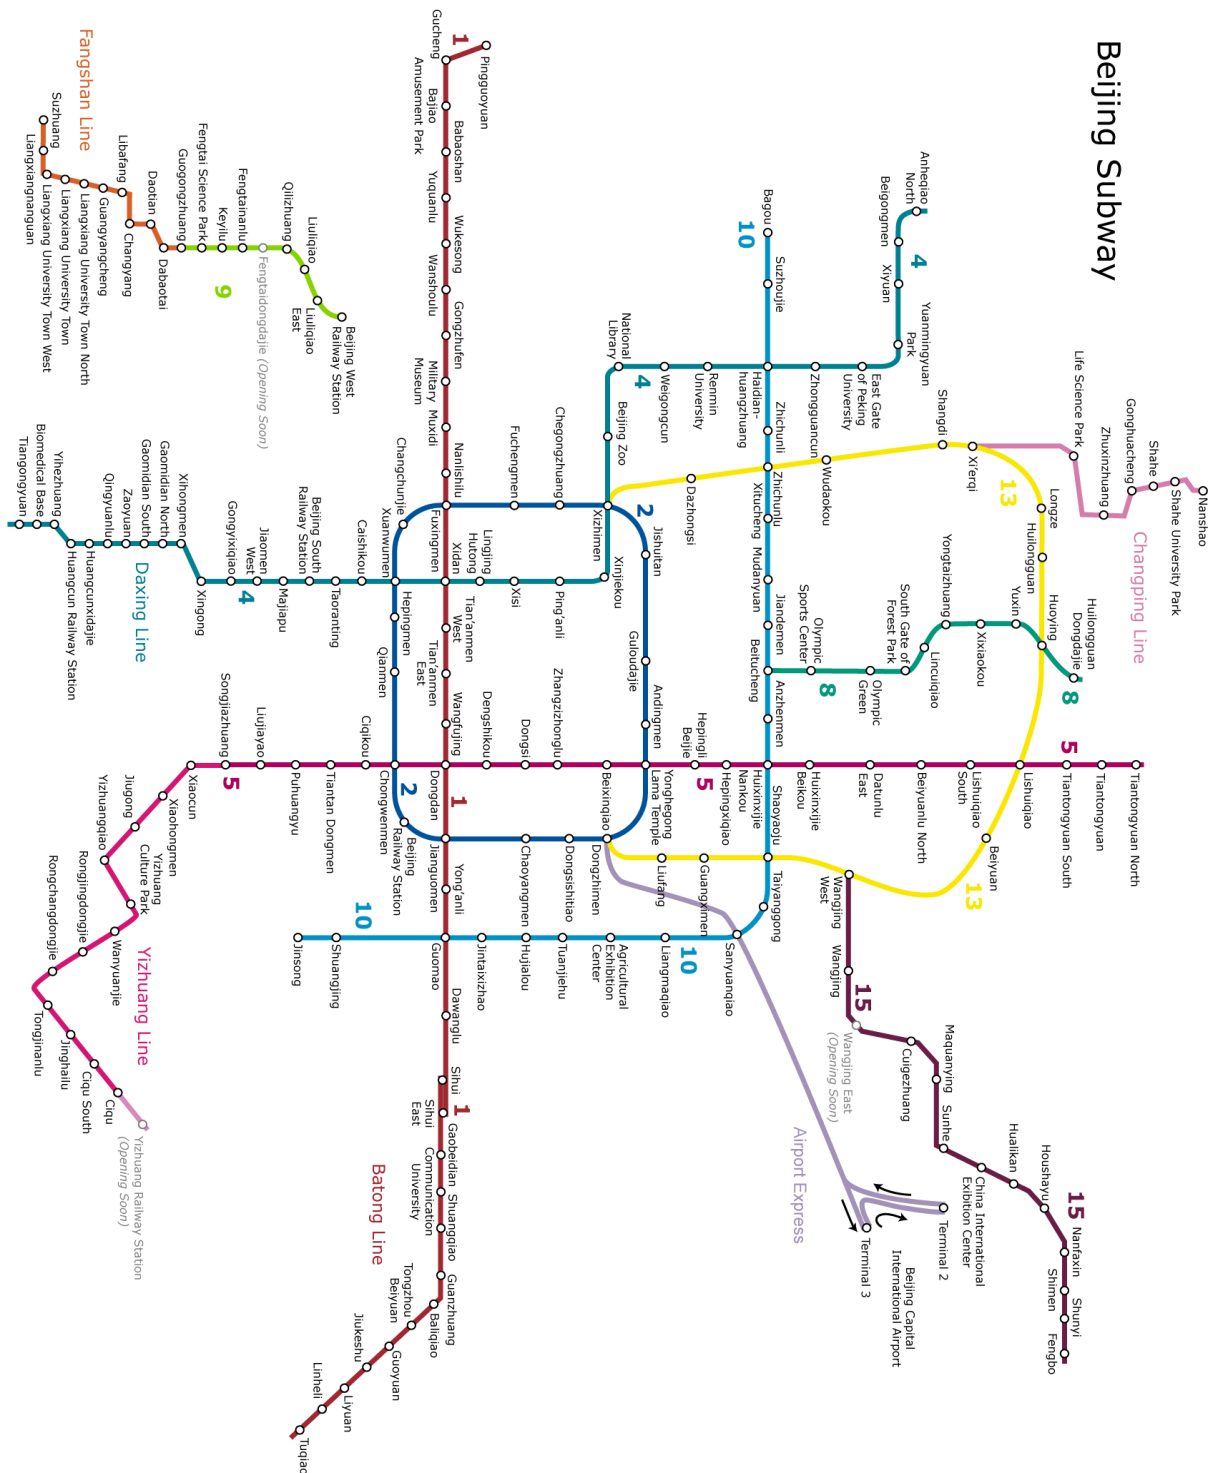 Beijing Subway
Nanshao
Shahe University Park
Shahe
Gonghuacheng
Zhuxinzhuang
Life Science Park
Changping Line
Anheqiao
North
Beigongmen
4
Xiyuan
Yuanmingyuan
Park
East Gate
of Peking
University
Zhongguancun
Haidian-
huangzhuang
Renmin
University
Weigongcun
4
National
Library
Beijing Zoo
Xizhimen
Xinjiekou
Ping'anli
Xisi
Lingjing
Hutong
Xidan
Xuanwumen
Caishikou
Taoranting
Beijing South
Railway Station
Majiapu
Jiaomen
West
4
Gongyixiqiao
Xingong
Daxing Line
Xihongmen
Gaomidian North
Gaomidian South
Zaoyuan
Qingyuanlu
Huangcunxidajie
Huangcun Railway Station
Yihezhuang
Biomedical Base
Tiangongyuan
Bagou
10
Suzhoujie
Zhichunli
Zhichunlu
Xitucheng
Mudanyuan
Jiandemen
Beitucheng
Anzhenmen
Huixinxijie
Nankou
Shaoyaoju
Taiyanggong
Sanyuanqiao
10
Liangmaqiao
Agricultural
Exhibition
Center
Tuanjiehu
Hujialou
Jintaixizhao
Guomao
10
Shuangjing
Jinsong
Dazhongsi
Wudaokou
Shangdi
Xi'erqi
13
Longze
Huilongguan
Huoying
Lishuiqiao
Beiyuan
13
Wangjing
West
Guangximen
Liufang
Dongzhimen
Huilongguan
Dongdajie
8
Yuxin
Xixiaokou
Yongtaizhuang
Lincuiqiao
South Gate of
Forest Park
Olympic
Green
8
Olympic
Sports Center
Tiantongyuan North
Tiantongyuan
Tiantongyuan South
5
Lishuiqiao
South
Beiyuanlu North
Datunlu
East
Huixinxijie
Beikou
Hepingxiqiao
5
Hepingli
Beijie
Yonghegong
Lama Temple
Beixinqiao
Zhangzizhonglu
Dongsi
Dengshikou
Dongdan
Chongwenmen
Ciqikou
Tiantan Dongmen
Puhuangyu
Liujiayao
5
Songjiazhuang
2
Jishuitan
Guloudajie
Andingmen
Dongsishitiao
Chaoyangmen
Jianguomen
Beijing
Railway Station
2
Qianmen
Hepingmen
Changchunjie
Fuxingmen
Fuchengmen
Chegongzhuang
1
Pingguoyuan
Gucheng
Bajiao
Amusement Park
Babaoshan
Yuquanlu
Wukesong
Wanshoulu
Gongzhufen
Military
Museum
Muxidi
Nanlishilu
Tian'anmen
West
Tian'anmen
East
Wangfujing
1
Yong'anli
Dawanglu
Sihui
Sihui
East
1
Gaobeidian
Communication
University
Shuangqiao
Guanzhuang
Baliqiao
Tongzhou
Beiyuan
Guoyuan
Jiukeshu
Liyuan
Linheli
Tuqiao
Batong Line
Fangshan Line
Suzhuang
Liangxiangnanguan
Liangxiang University Town West
Liangxiang University Town
Liangxiang University Town North
Guangyangcheng
Libafang
Changyang
Daotian
Dabaotai
Guogongzhuang
Fengtai Science Park
Keyilu
9
Fengtainanlu
Fengtaidongdajie (Opening Soon)
Qilizhuang
Liuliqiao
Liuliqiao
East
Beijing West
Railway Station
Xiaocun
Xiaohongmen
Jiugong
Yizhuangqiao
Yizhuang
Culture Park
Wanyuanjie
Rongjingdongjie
Rongchangdongjie
Yizhuang Line
Tongjinanlu
Jinghailu
Ciqu South
Ciqu
Yizhuang Railway Station
(Opening Soon)
Wangjing
15
Wangjing East
(Opening Soon)
Cuigezhuang
Maquanying
Sunhe
China International
Exibition Center
Hualikan
Houshayu
15
Nanfaxin
Shimen
Shunyi
Fengbo
Airport Express
Terminal 2
Terminal 3
Beijing Capital
International Airport